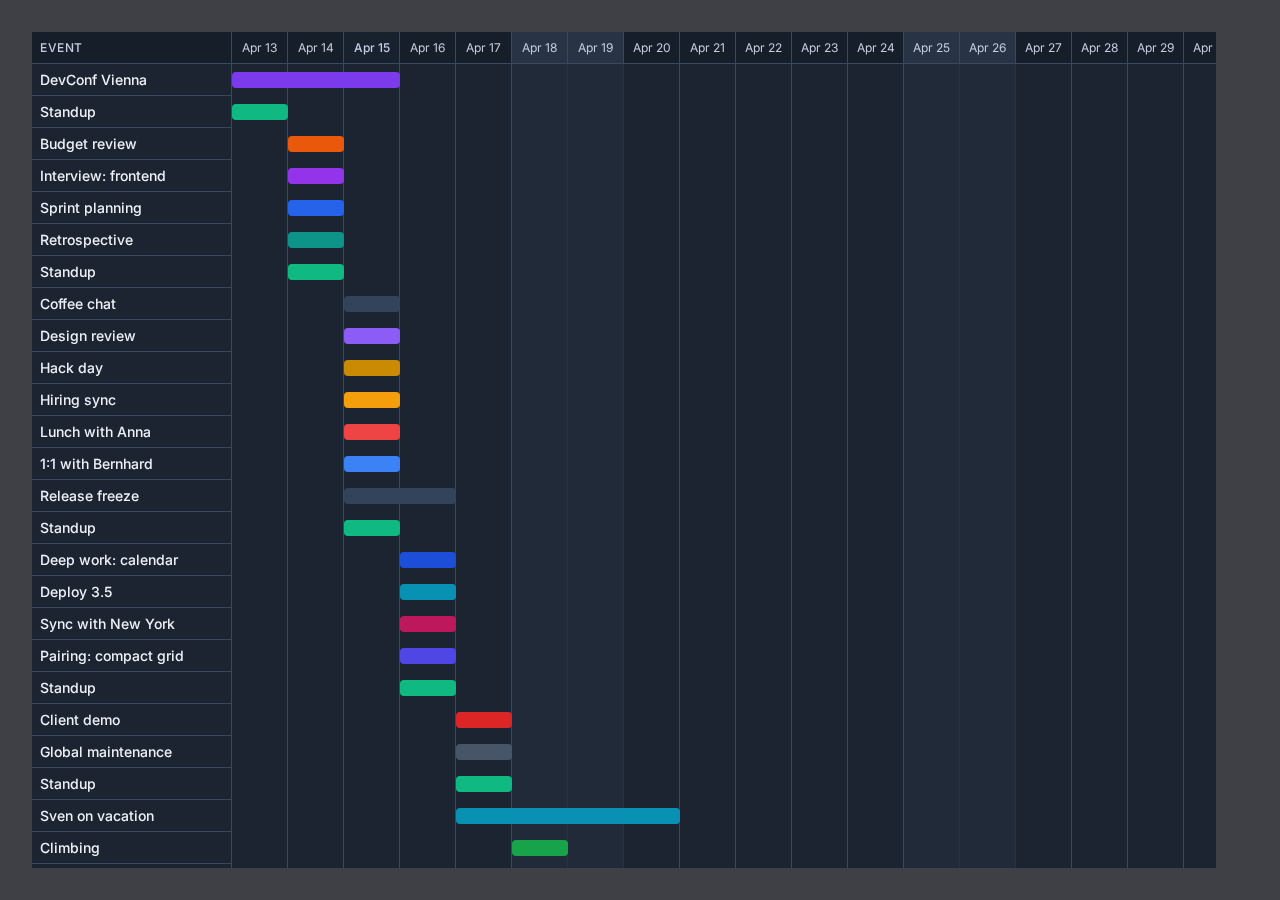 EVENT Apr 13 Apr 14 Apr 15 Apr 16 Apr 17 Apr 18 Apr 19 Apr 20 Apr 21 Apr 22 Apr 23 Apr 24 Apr 25 Apr 26 Apr 27 Apr 28 Apr 29 Apr
DevConf Vienna
Standup
Budget review
Interview: frontend
Sprint planning
Retrospective
Standup
Coffee chat
Design review
Hack day
Hiring sync
Lunch with Anna
1:1 with Bernhard
Release freeze
Standup
Deep work: calendar
Deploy 3.5
Sync with New York
Pairing: compact grid
Standup
Client demo
Global maintenance
Standup
Sven on vacation
Climbing